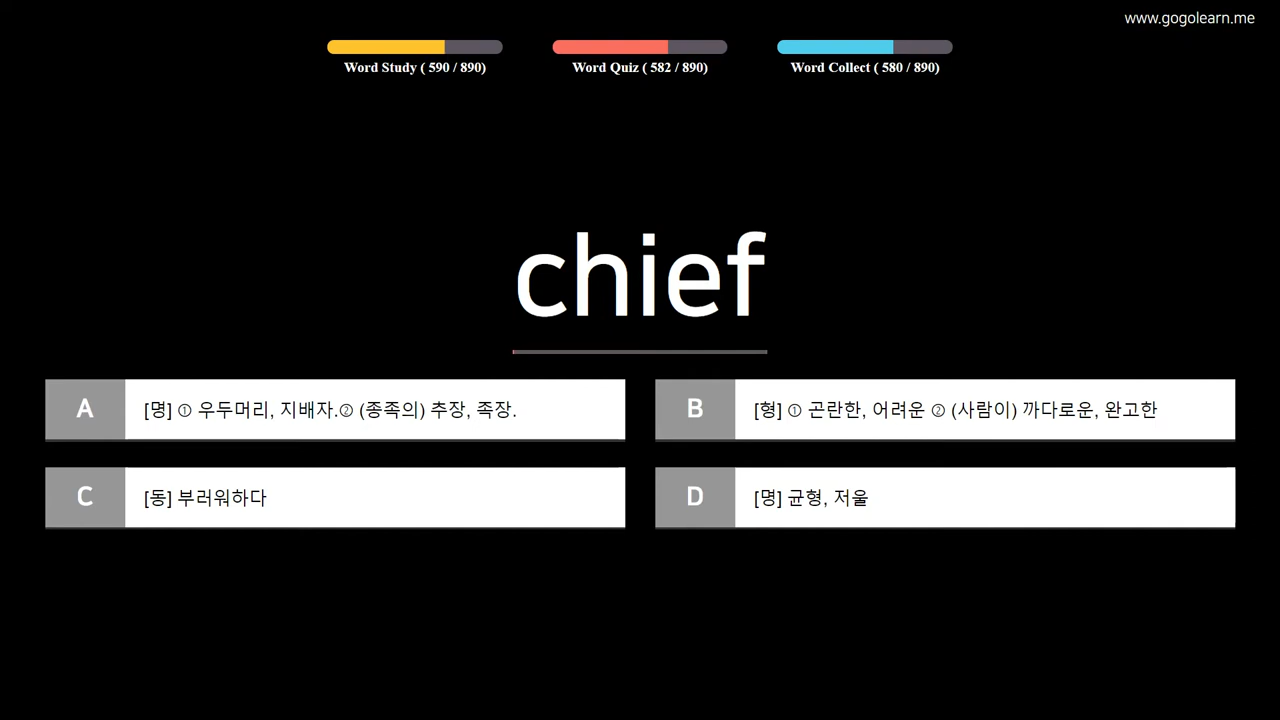 www.gogolearn.me
Word Study ( 590 / 890)
Word Quiz ( 582 / 890)
Word Collect ( 580 / 890)
chief
A
[명] ① 우두머리, 지배자.② (종족의) 추장, 족장.
B
[형] ① 곤란한, 어려운 ② (사람이) 까다로운, 완고한
C
[동] 부러워하다
D
[명] 균형, 저울